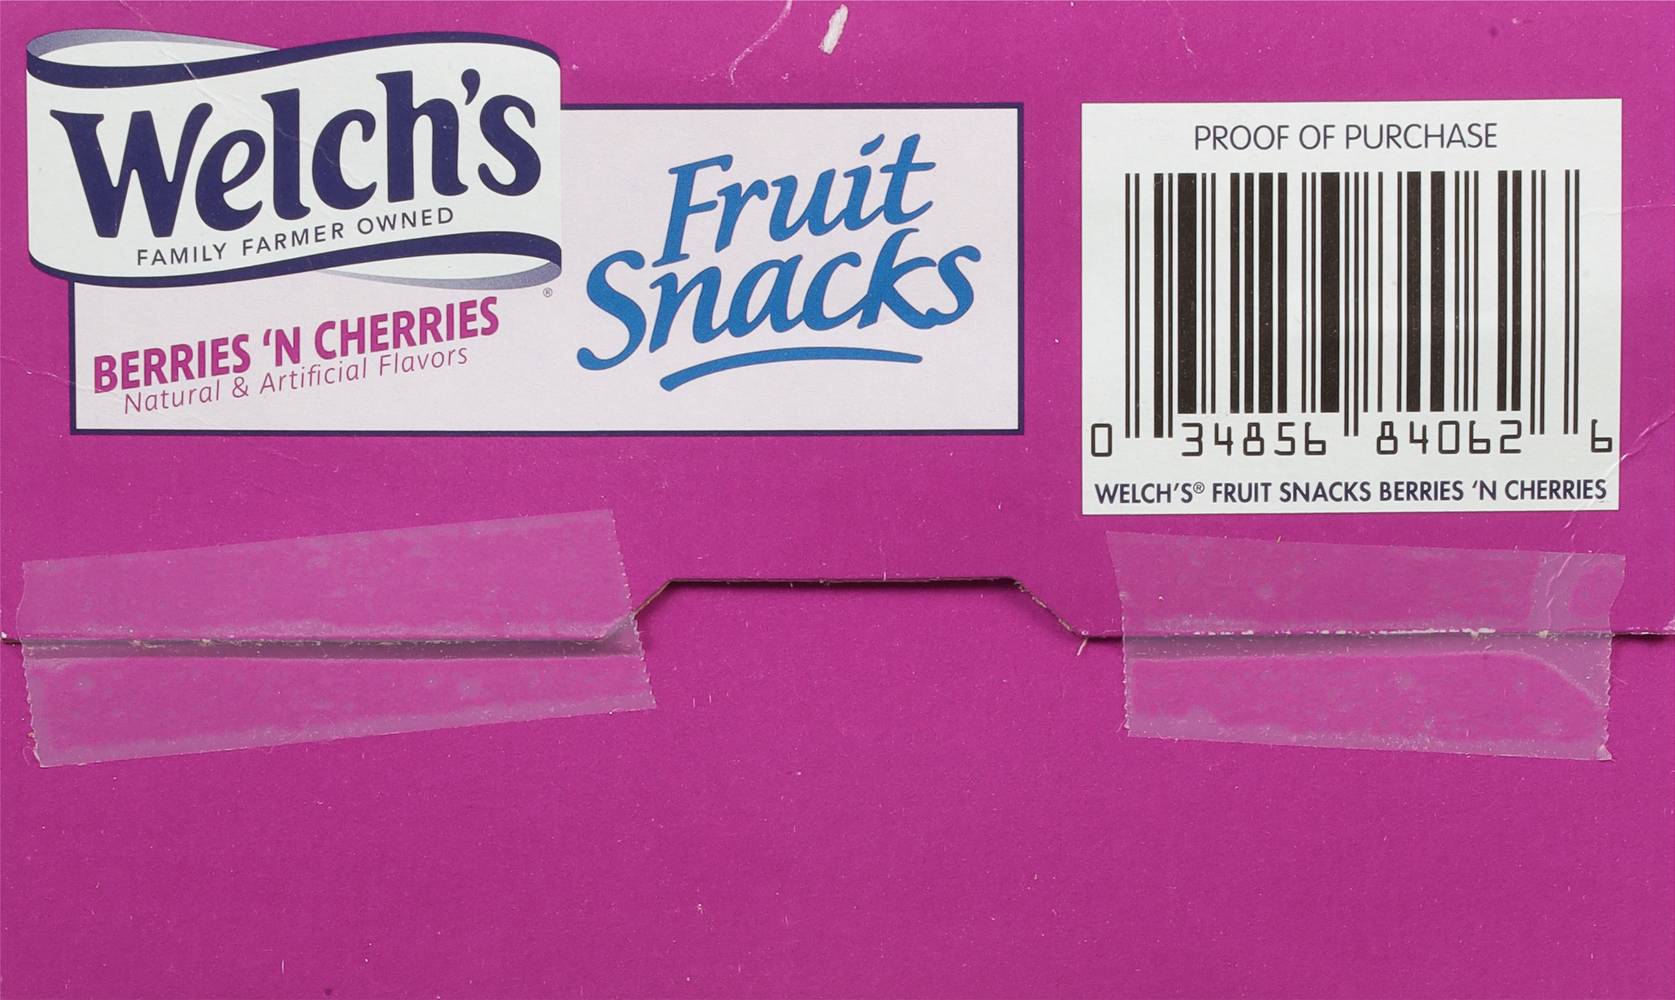 Welch's
FAMILY FARMER OWNED
®
BERRIES 'N CHERRIES
Natural & Artificial Flavors
Fruit
Snacks
PROOF OF PURCHASE
0 34856 84062 6
WELCH'S® FRUIT SNACKS BERRIES 'N CHERRIES